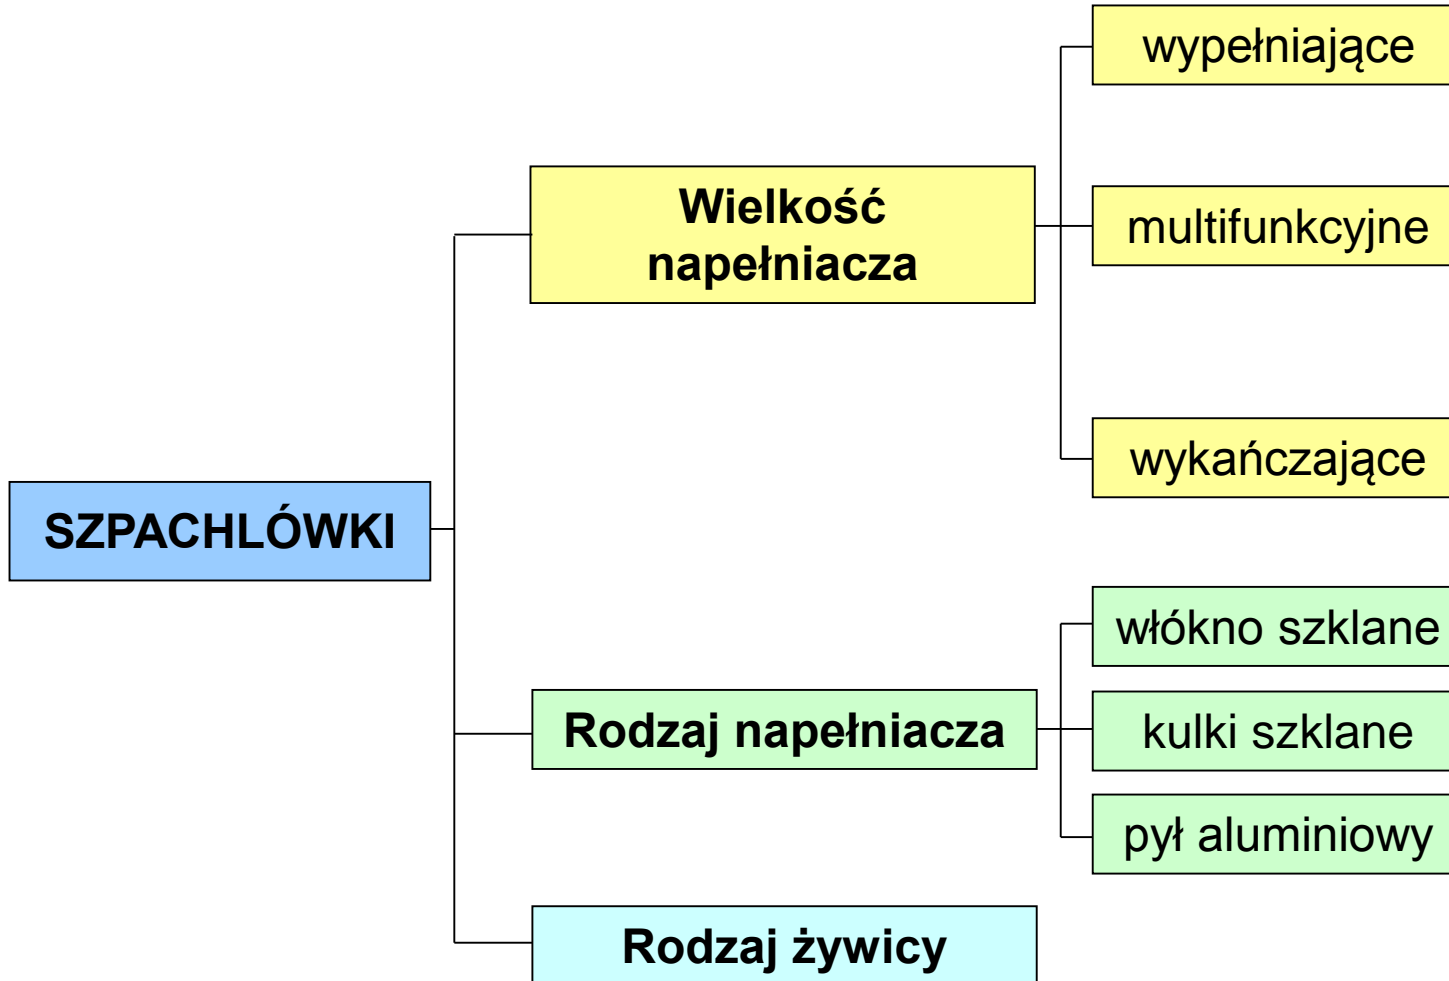 wypełniające
Wielkość
napełniacza
multifunkcyjne
wykańczające
SZPACHLÓWKI
włókno szklane
Rodzaj napełniacza
kulki szklane
pył aluminiowy
Rodzaj żywicy